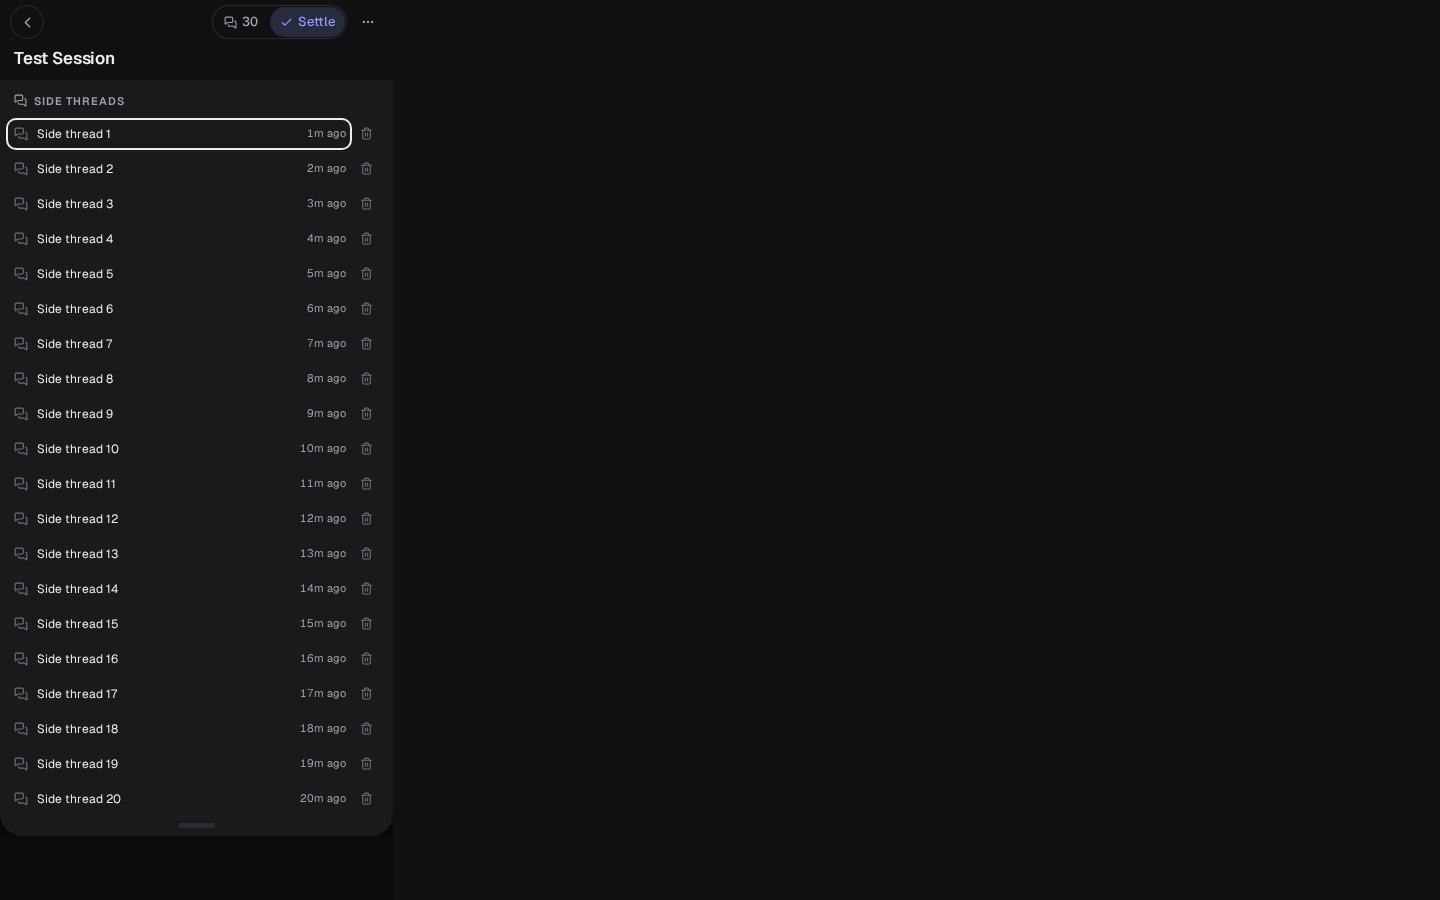 30 Settle
Test Session
SIDE THREADS
Side thread 1 1m ago
Side thread 2 2m ago
Side thread 3 3m ago
Side thread 4 4m ago
Side thread 5 5m ago
Side thread 6 6m ago
Side thread 7 7m ago
Side thread 8 8m ago
Side thread 9 9m ago
Side thread 10 10m ago
Side thread 11 11m ago
Side thread 12 12m ago
Side thread 13 13m ago
Side thread 14 14m ago
Side thread 15 15m ago
Side thread 16 16m ago
Side thread 17 17m ago
Side thread 18 18m ago
Side thread 19 19m ago
Side thread 20 20m ago